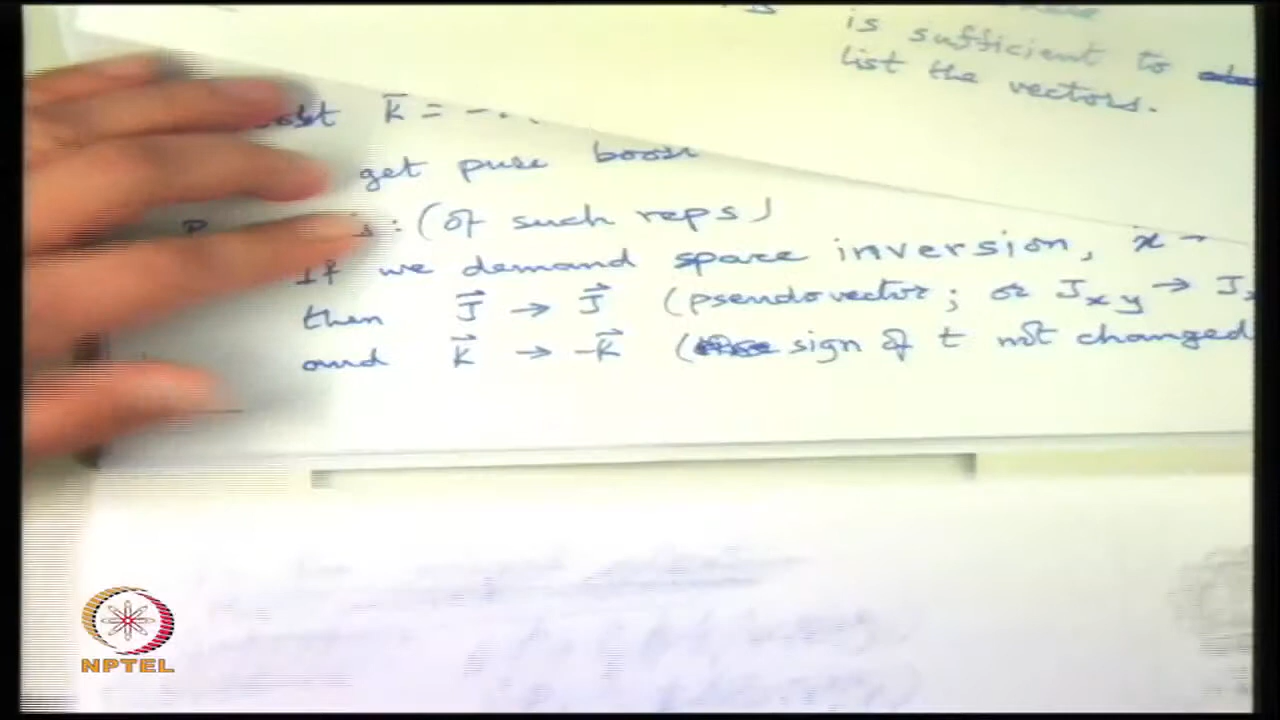 is sufficient to
list the vectors.
k̄ = - . .
get pure boost
: (of such reps)
If we demand space inversion, x →
then J⃗ → J⃗ (pseudovector; or J_xy → J
and K⃗ → -K⃗ ( sign of t not changed
NPTEL